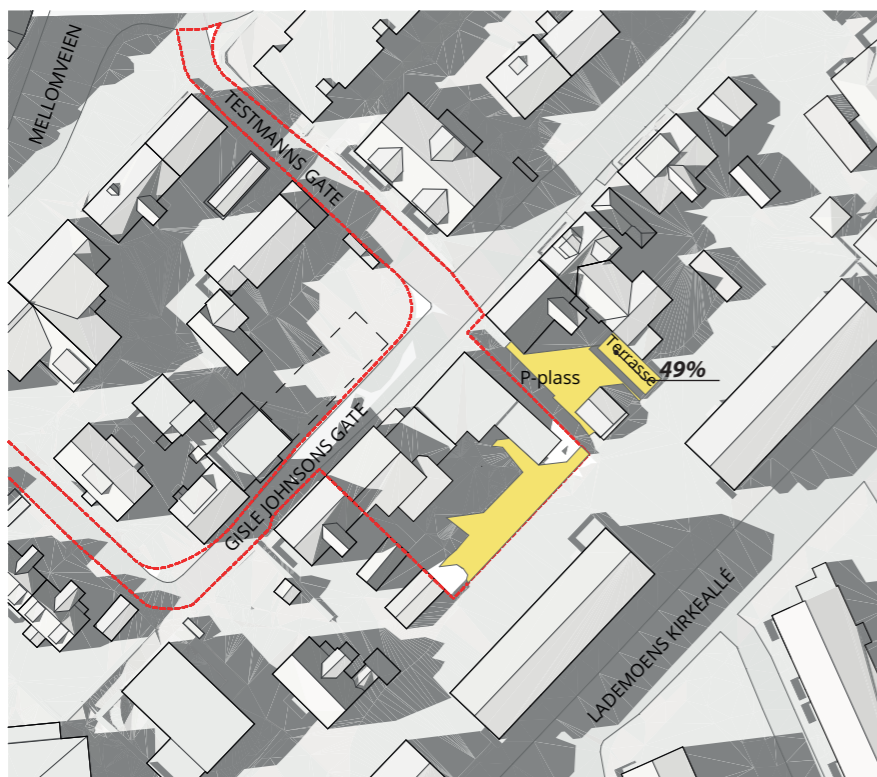 MELLOMVEIEN
TESTMANNS GATE
P-plass
Terrasse
49%
GISLE JOHNSONS GATE
LADEMOENS KIRKEALLÉ